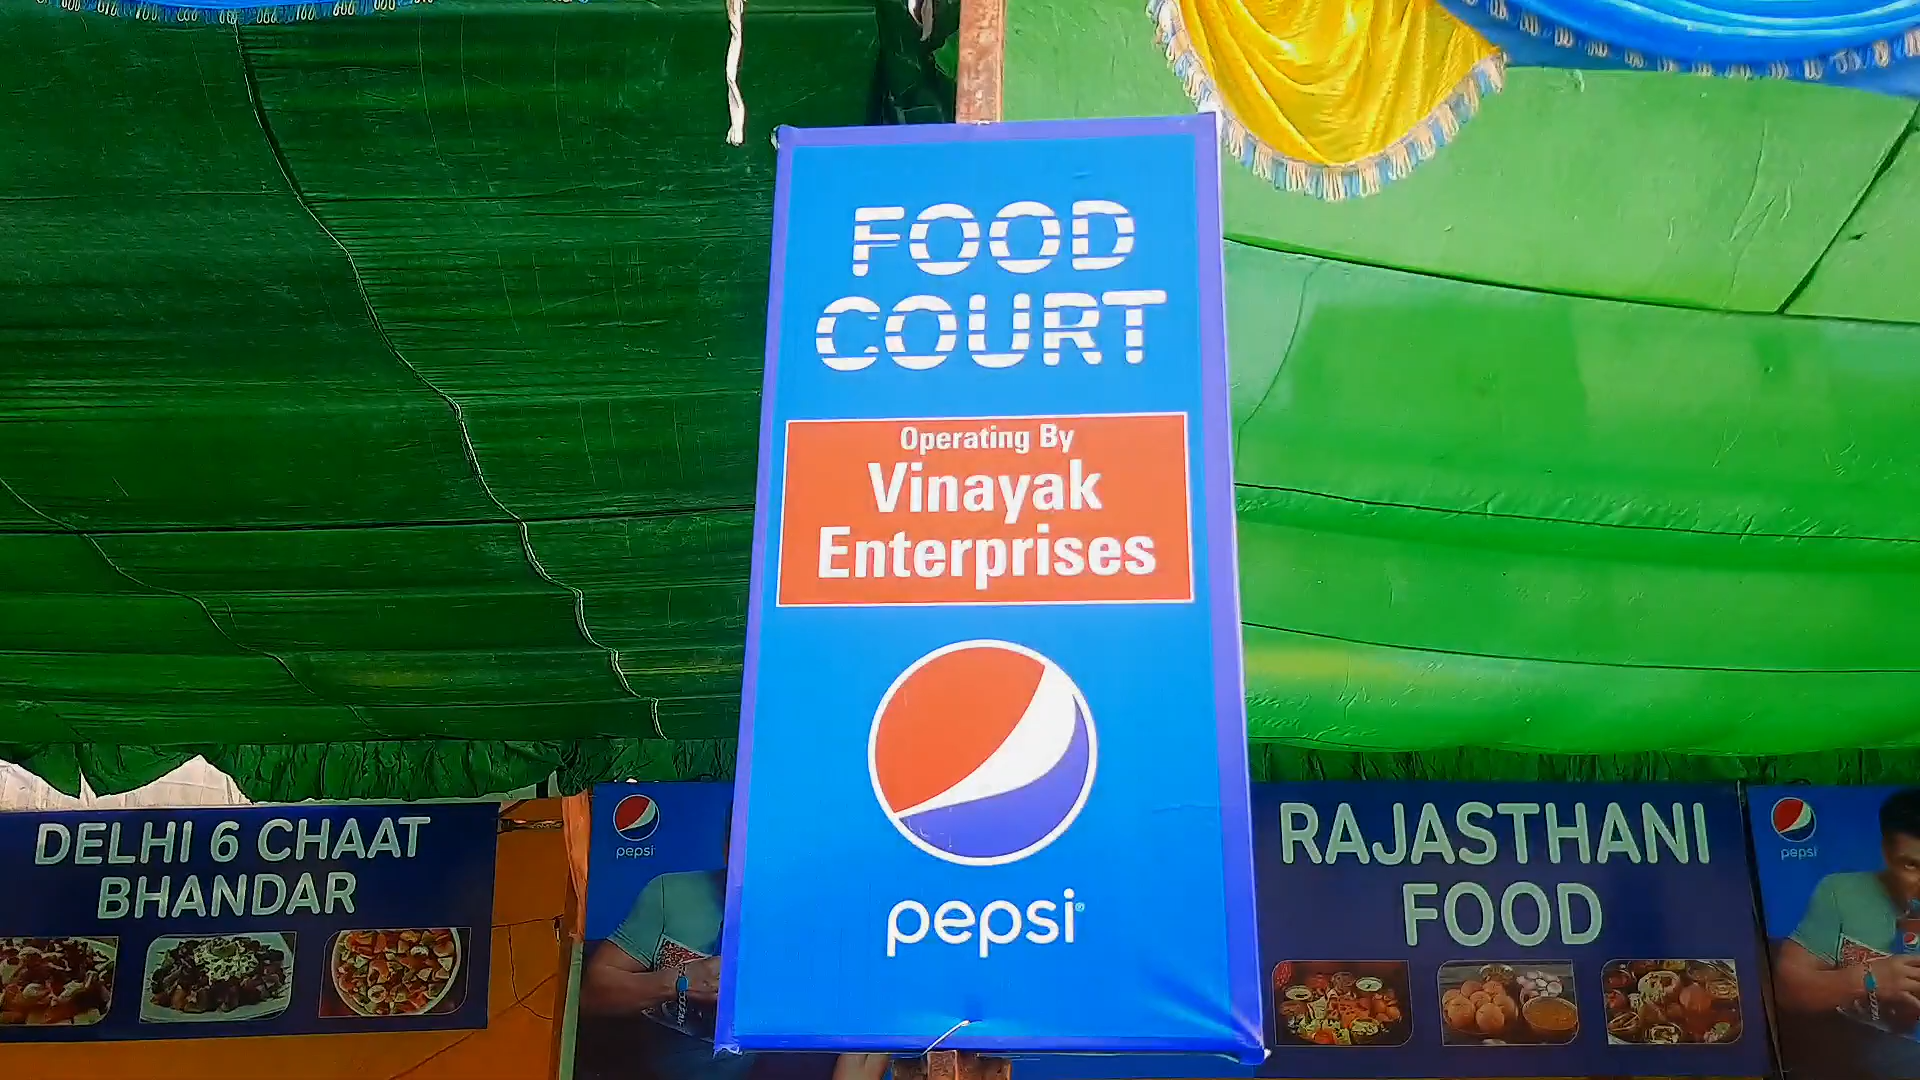 FOOD
COURT
Operating By
Vinayak
Enterprises
pepsi
DELHI 6 CHAAT
BHANDAR
pepsi
RAJASTHANI
FOOD
pepsi